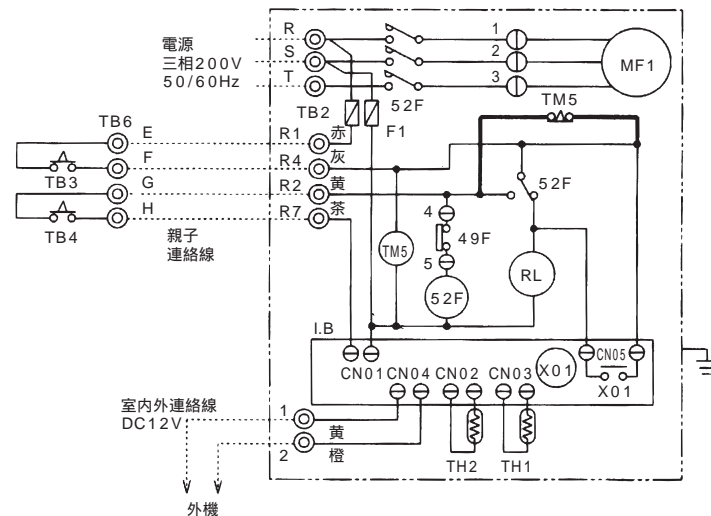 電源
三相200V
50/60Hz
R
S
T
TB2
F1
52F
1
2
3
MF1
TM5
TB6
E
F
G
H
TB3
TB4
親子
連絡線
R1
赤
R4
灰
R2
黄
R7
茶
TM5
4
49F
5
52F
52F
RL
I.B
CN01
CN04
CN02
CN03
X01
CN05
X01
室内外連絡線
DC12V
1
黄
2
橙
TH2
TH1
外機